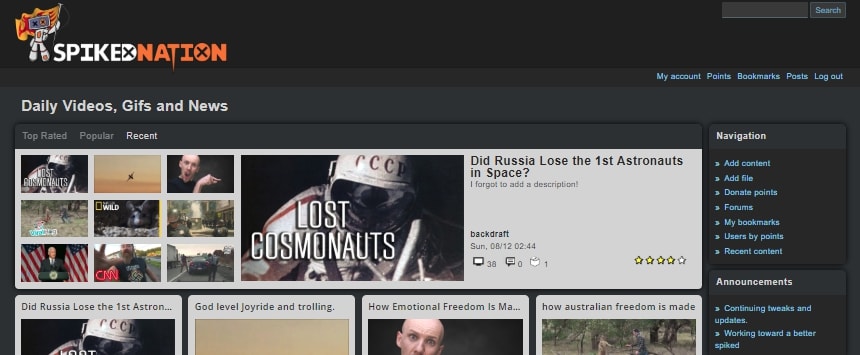 Search
SPIKEDNATION
My account Points Bookmarks Posts Log out
Daily Videos, Gifs and News
Top Rated Popular Recent
Navigation
LOST
COSMONAUTS
CCCP
LOST
COSMONAUTS
Did Russia Lose the 1st Astronauts
in Space?
I forgot to add a description!
WILD
CNN
backdraft
Sun, 08/12 02:44
38 0 1
» Add content
» Add file
» Donate points
» Forums
» My bookmarks
» Users by points
» Recent content
Announcements
» Continuing tweaks and
updates.
» Working toward a better
spiked
Did Russia Lose the 1st Astron...
God level Joyride and trolling.
How Emotional Freedom Is Ma...
how australian freedom is made
CCCP